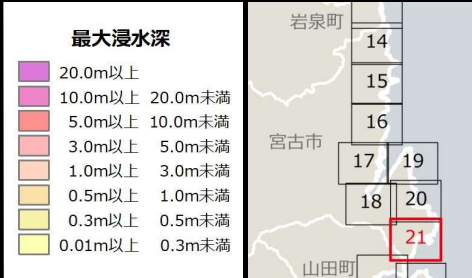 最大浸水深
20.0m以上
10.0m以上 20.0m未満
5.0m以上 10.0m未満
3.0m以上 5.0m未満
1.0m以上 3.0m未満
0.5m以上 1.0m未満
0.3m以上 0.5m未満
0.01m以上 0.3m未満
岩泉町
14
15
16
宮古市
17 19
18 20
21
山田町